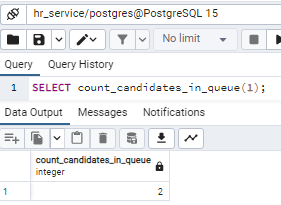 hr_service/postgres@PostgreSQL 15
No limit
Query Query History
1 SELECT count_candidates_in_queue(1);
Data Output Messages Notifications
count_candidates_in_queue
integer
1 2